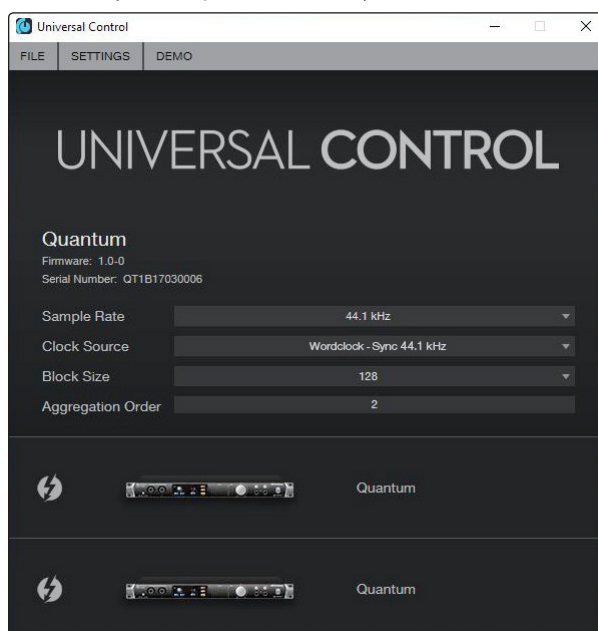 Universal Control
FILE SETTINGS DEMO
UNIVERSAL CONTROL
Quantum
Firmware: 1.0-0
Serial Number: QT1B17030006
Sample Rate 44.1 kHz
Clock Source Wordclock - Sync 44.1 kHz
Block Size 128
Aggregation Order 2
Quantum
Quantum